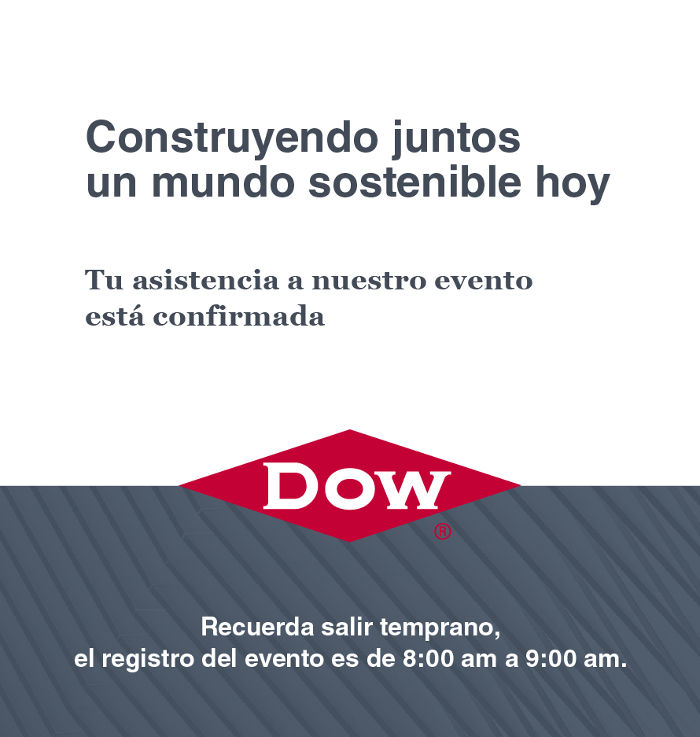 Construyendo juntos
un mundo sostenible hoy
Tu asistencia a nuestro evento
está confirmada
Dow
®
Recuerda salir temprano,
el registro del evento es de 8:00 am a 9:00 am.